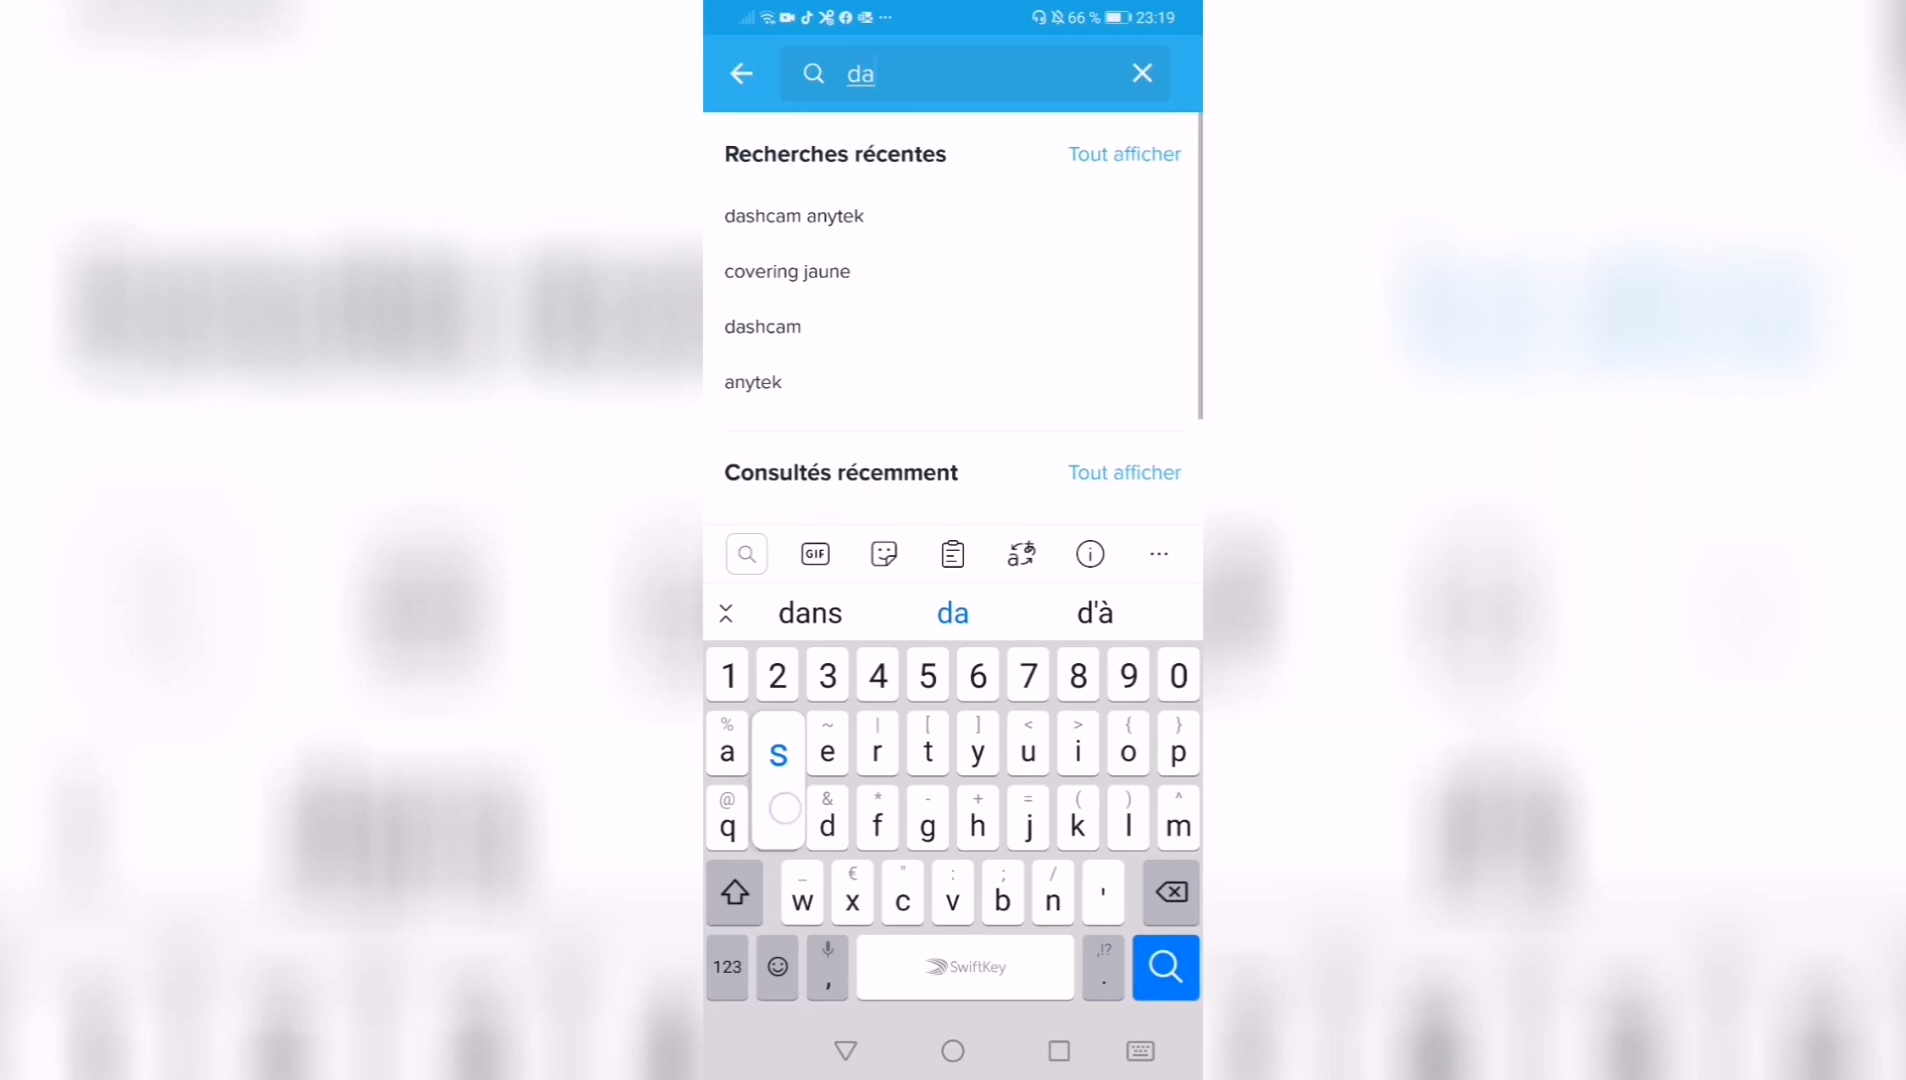 66 % 23:19
da
Recherches récentes Tout afficher
dashcam anytek
covering jaune
dashcam
anytek
Consultés récemment Tout afficher
GIF
dans da d'à
1 2 3 4 5 6 7 8 9 0
% ~ | [ ] < > { }
a s e r t y u i o p
@ & * - + = ( ) ^
q d f g h j k l m
_ € " : ; /
w x c v b n '
,!?
123 , SwiftKey .